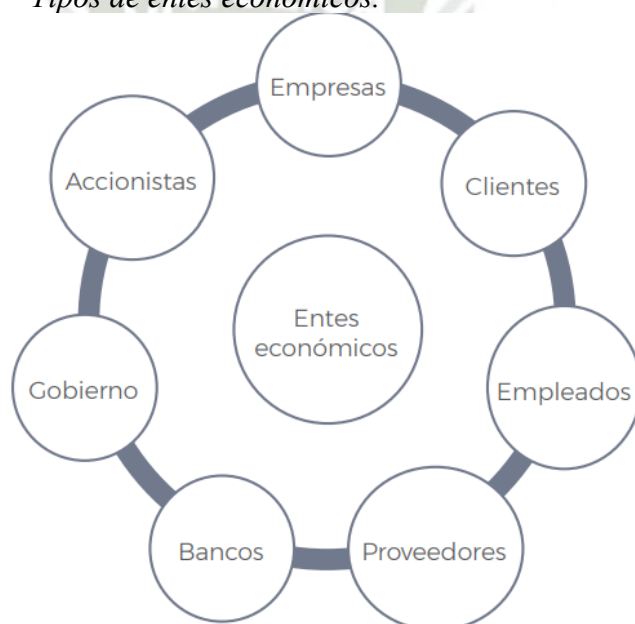 Tipos de entes económicos.
Empresas
Accionistas
Clientes
Entes
económicos
Gobierno
Empleados
Bancos
Proveedores